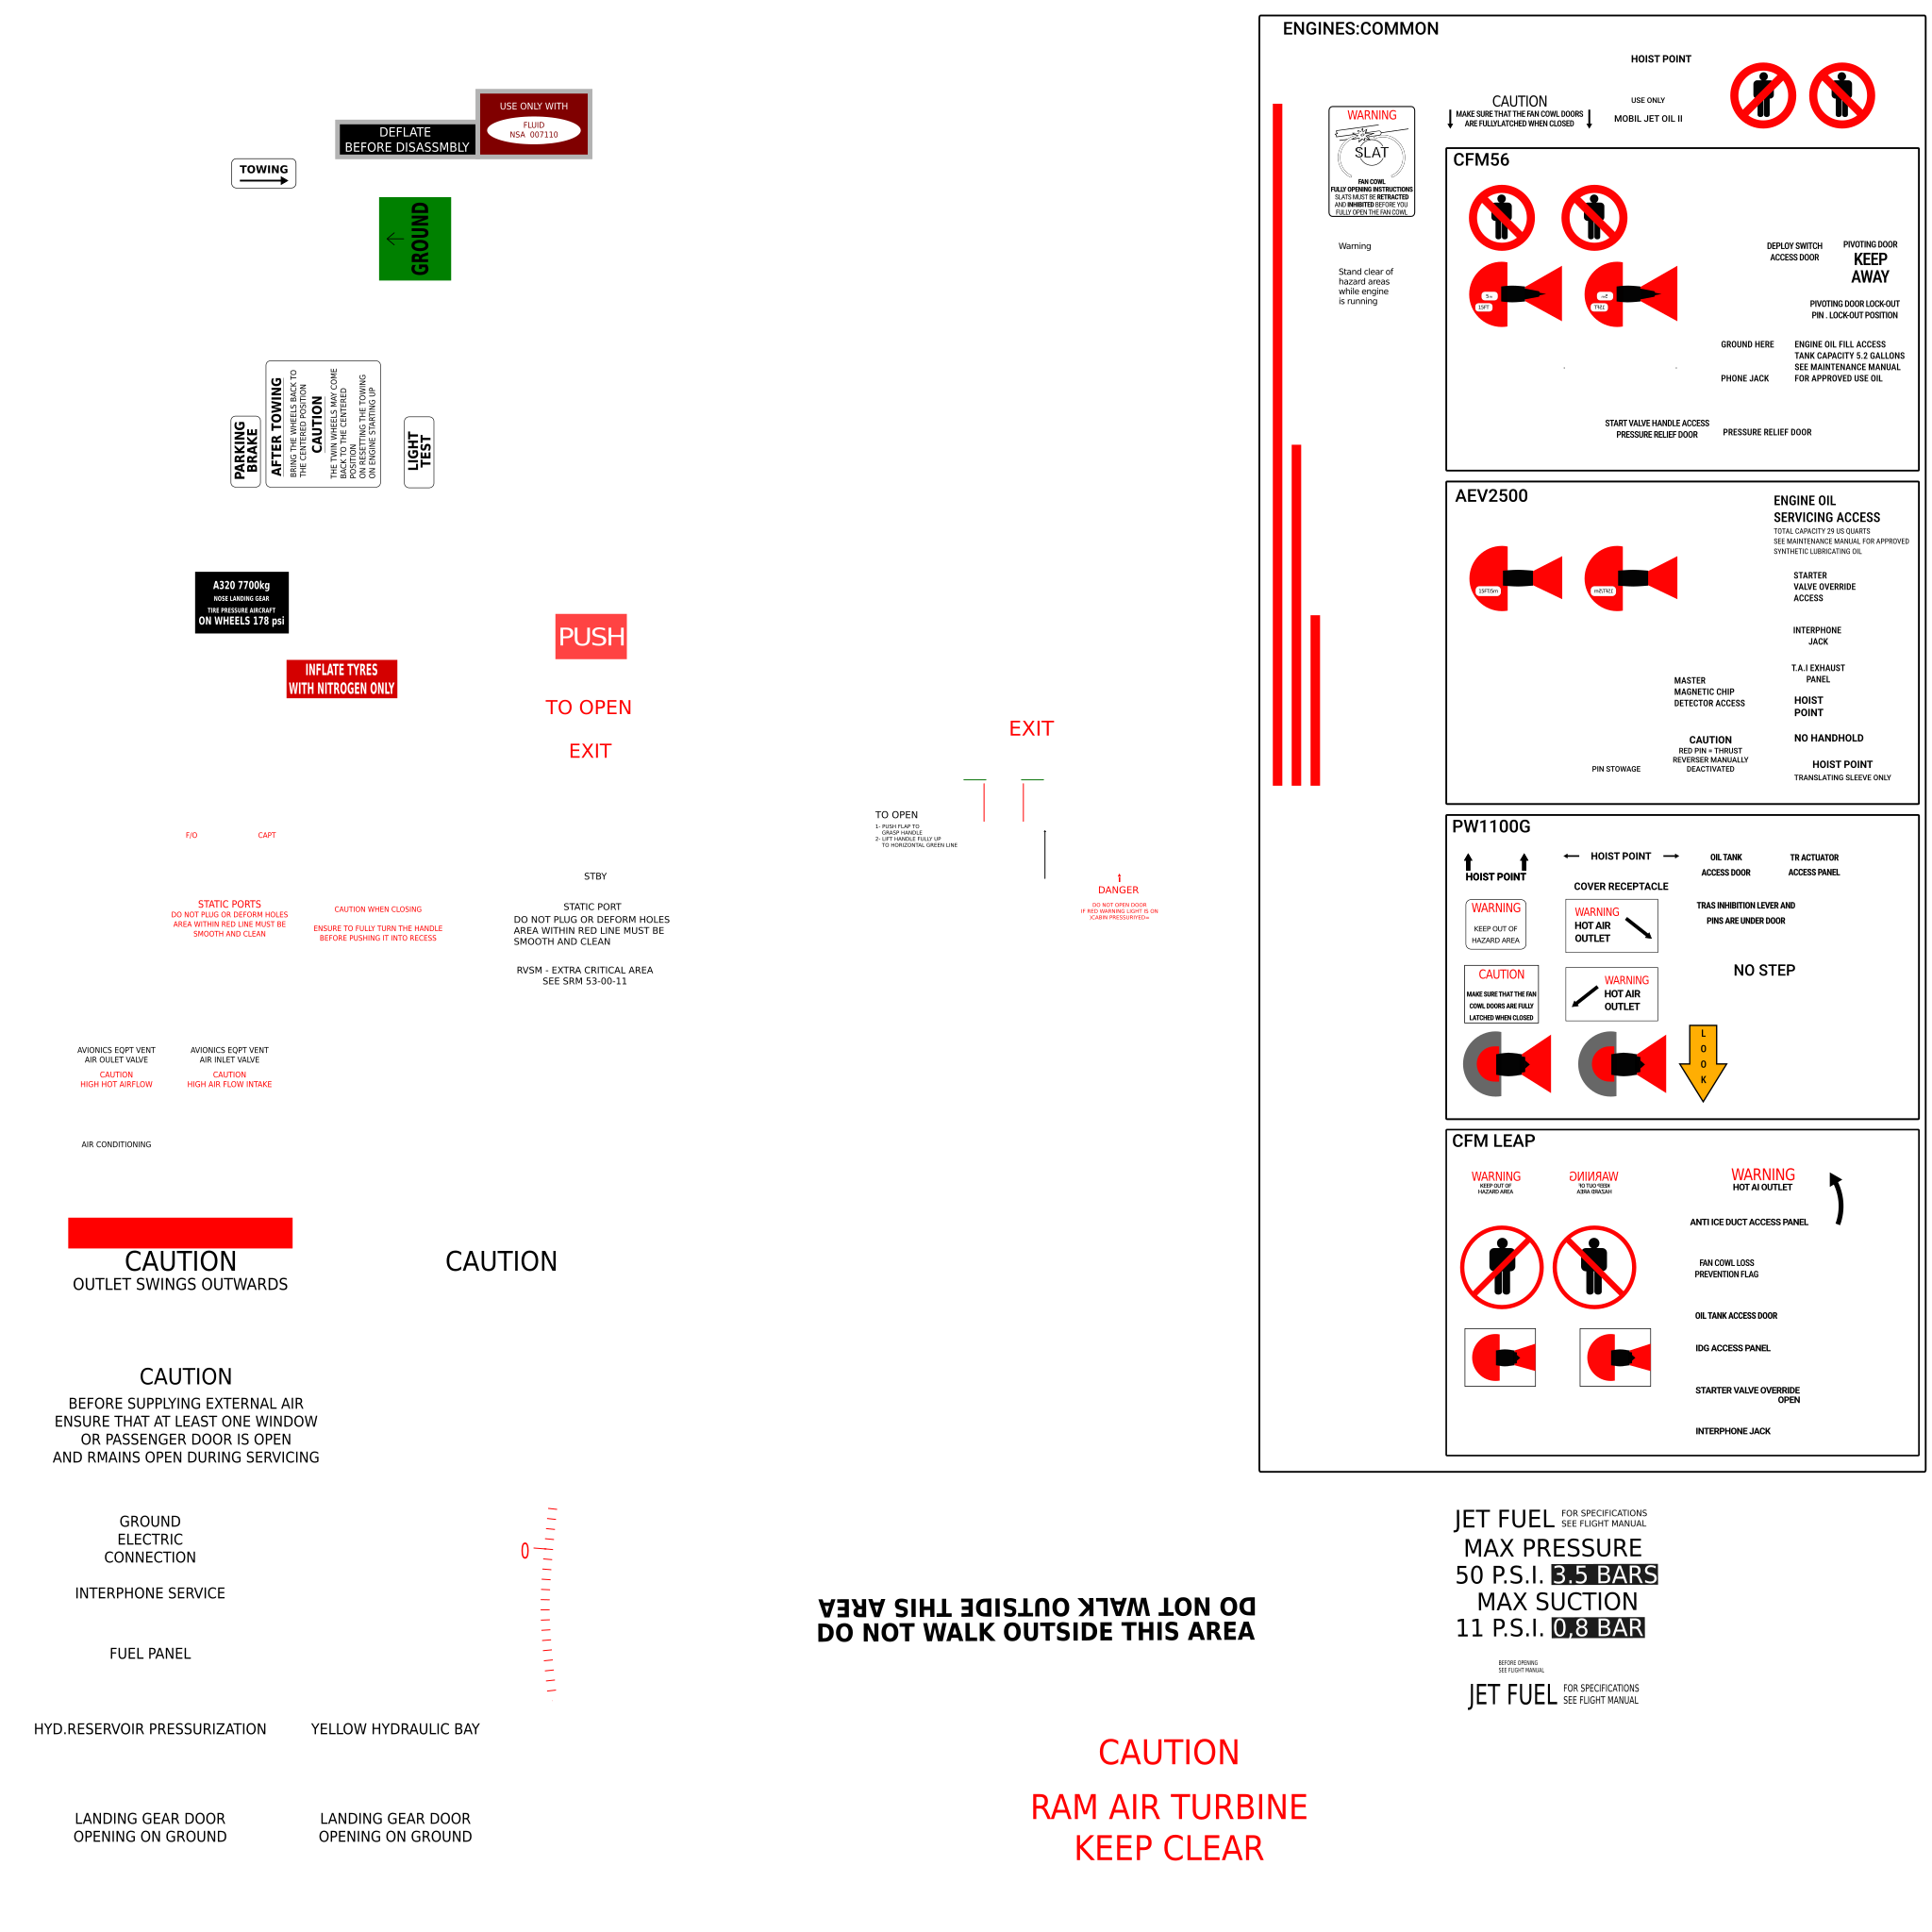 USE ONLY WITH
FLUID
NSA 007110
DEFLATE
BEFORE DISASSMBLY
TOWING
GROUND
PARKING
BRAKE
AFTER TOWING
BRING THE WHEELS BACK TO
THE CENTERED POSITION
CAUTION
THE TWIN WHEELS MAY COME
BACK TO THE CENTERED
POSITION
ON RESETTING THE TOWING
ON ENGINE STARTING UP
LIGHT
TEST
A320 7700kg
NOSE LANDING GEAR
TIRE PRESSURE AIRCRAFT
ON WHEELS 178 psi
INFLATE TYRES
WITH NITROGEN ONLY
PUSH
TO OPEN
EXIT
EXIT
TO OPEN
1- PUSH FLAP TO
GRASP HANDLE
2- LIFT HANDLE FULLY UP
TO HORIZONTAL GREEN LINE
DANGER
DO NOT OPEN DOOR
IF RED WARNING LIGHT IS ON
)CABIN PRESSURIYED=
F/O
CAPT
STATIC PORTS
DO NOT PLUG OR DEFORM HOLES
AREA WITHIN RED LINE MUST BE
SMOOTH AND CLEAN
CAUTION WHEN CLOSING
ENSURE TO FULLY TURN THE HANDLE
BEFORE PUSHING IT INTO RECESS
STBY
STATIC PORT
DO NOT PLUG OR DEFORM HOLES
AREA WITHIN RED LINE MUST BE
SMOOTH AND CLEAN
RVSM - EXTRA CRITICAL AREA
SEE SRM 53-00-11
AVIONICS EQPT VENT
AIR OULET VALVE
CAUTION
HIGH HOT AIRFLOW
AVIONICS EQPT VENT
AIR INLET VALVE
CAUTION
HIGH AIR FLOW INTAKE
AIR CONDITIONING
CAUTION
OUTLET SWINGS OUTWARDS
CAUTION
CAUTION
BEFORE SUPPLYING EXTERNAL AIR
ENSURE THAT AT LEAST ONE WINDOW
OR PASSENGER DOOR IS OPEN
AND RMAINS OPEN DURING SERVICING
GROUND
ELECTRIC
CONNECTION
INTERPHONE SERVICE
FUEL PANEL
0
HYD.RESERVOIR PRESSURIZATION
YELLOW HYDRAULIC BAY
LANDING GEAR DOOR
OPENING ON GROUND
LANDING GEAR DOOR
OPENING ON GROUND
DO NOT WALK OUTSIDE THIS AREA
DO NOT WALK OUTSIDE THIS AREA
CAUTION
RAM AIR TURBINE
KEEP CLEAR
ENGINES:COMMON
HOIST POINT
CAUTION
MAKE SURE THAT THE FAN COWL DOORS
ARE FULLYLATCHED WHEN CLOSED
USE ONLY
MOBIL JET OIL II
WARNING
SLAT
FAN COWL
FULLY OPENING INSTRUCTIONS
SLATS MUST BE RETRACTED
AND INHIBITED BEFORE YOU
FULLY OPEN THE FAN COWL
Warning
Stand clear of
hazard areas
while engine
is running
CFM56
5m
15FT
5m
15FT
DEPLOY SWITCH
ACCESS DOOR
PIVOTING DOOR
KEEP
AWAY
PIVOTING DOOR LOCK-OUT
PIN . LOCK-OUT POSITION
GROUND HERE
PHONE JACK
ENGINE OIL FILL ACCESS
TANK CAPACITY 5.2 GALLONS
SEE MAINTENANCE MANUAL
FOR APPROVED USE OIL
START VALVE HANDLE ACCESS
PRESSURE RELIEF DOOR
PRESSURE RELIEF DOOR
AEV2500
15FT/5m
15FT/5m
ENGINE OIL
SERVICING ACCESS
TOTAL CAPACITY 29 US QUARTS
SEE MAINTENANCE MANUAL FOR APPROVED
SYNTHETIC LUBRICATING OIL
STARTER
VALVE OVERRIDE
ACCESS
INTERPHONE
JACK
T.A.I EXHAUST
PANEL
MASTER
MAGNETIC CHIP
DETECTOR ACCESS
HOIST
POINT
CAUTION
RED PIN = THRUST
REVERSER MANUALLY
DEACTIVATED
NO HANDHOLD
PIN STOWAGE
HOIST POINT
TRANSLATING SLEEVE ONLY
PW1100G
HOIST POINT
HOIST POINT
OIL TANK
ACCESS DOOR
TR ACTUATOR
ACCESS PANEL
COVER RECEPTACLE
WARNING
KEEP OUT OF
HAZARD AREA
WARNING
HOT AIR
OUTLET
TRAS INHIBITION LEVER AND
PINS ARE UNDER DOOR
CAUTION
MAKE SURE THAT THE FAN
COWL DOORS ARE FULLY
LATCHED WHEN CLOSED
WARNING
HOT AIR
OUTLET
NO STEP
L
O
O
K
CFM LEAP
WARNING
KEEP OUT OF
HAZARD AREA
WARNING
KEEP OUT OF
HAZARD AREA
WARNING
HOT AI OUTLET
ANTI ICE DUCT ACCESS PANEL
FAN COWL LOSS
PREVENTION FLAG
OIL TANK ACCESS DOOR
IDG ACCESS PANEL
STARTER VALVE OVERRIDE
OPEN
INTERPHONE JACK
JET FUEL FOR SPECIFICATIONS
SEE FLIGHT MANUAL
MAX PRESSURE
50 P.S.I. 3.5 BARS
MAX SUCTION
11 P.S.I. 0,8 BAR
BEFORE OPENING
SEE FLIGHT MANUAL
JET FUEL FOR SPECIFICATIONS
SEE FLIGHT MANUAL